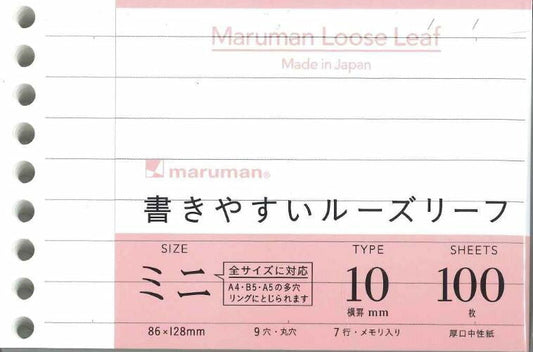 Maruman Loose Leaf
Made in Japan
maruman®
書きやすいルーズリーフ
SIZE
ミニ
全サイズに対応
A4・B5・A5の多穴
リングにとじられます
86×128mm
9穴・丸穴
TYPE
10
横罫 mm
7行・メモリ入り
SHEETS
100
枚
厚口中性紙